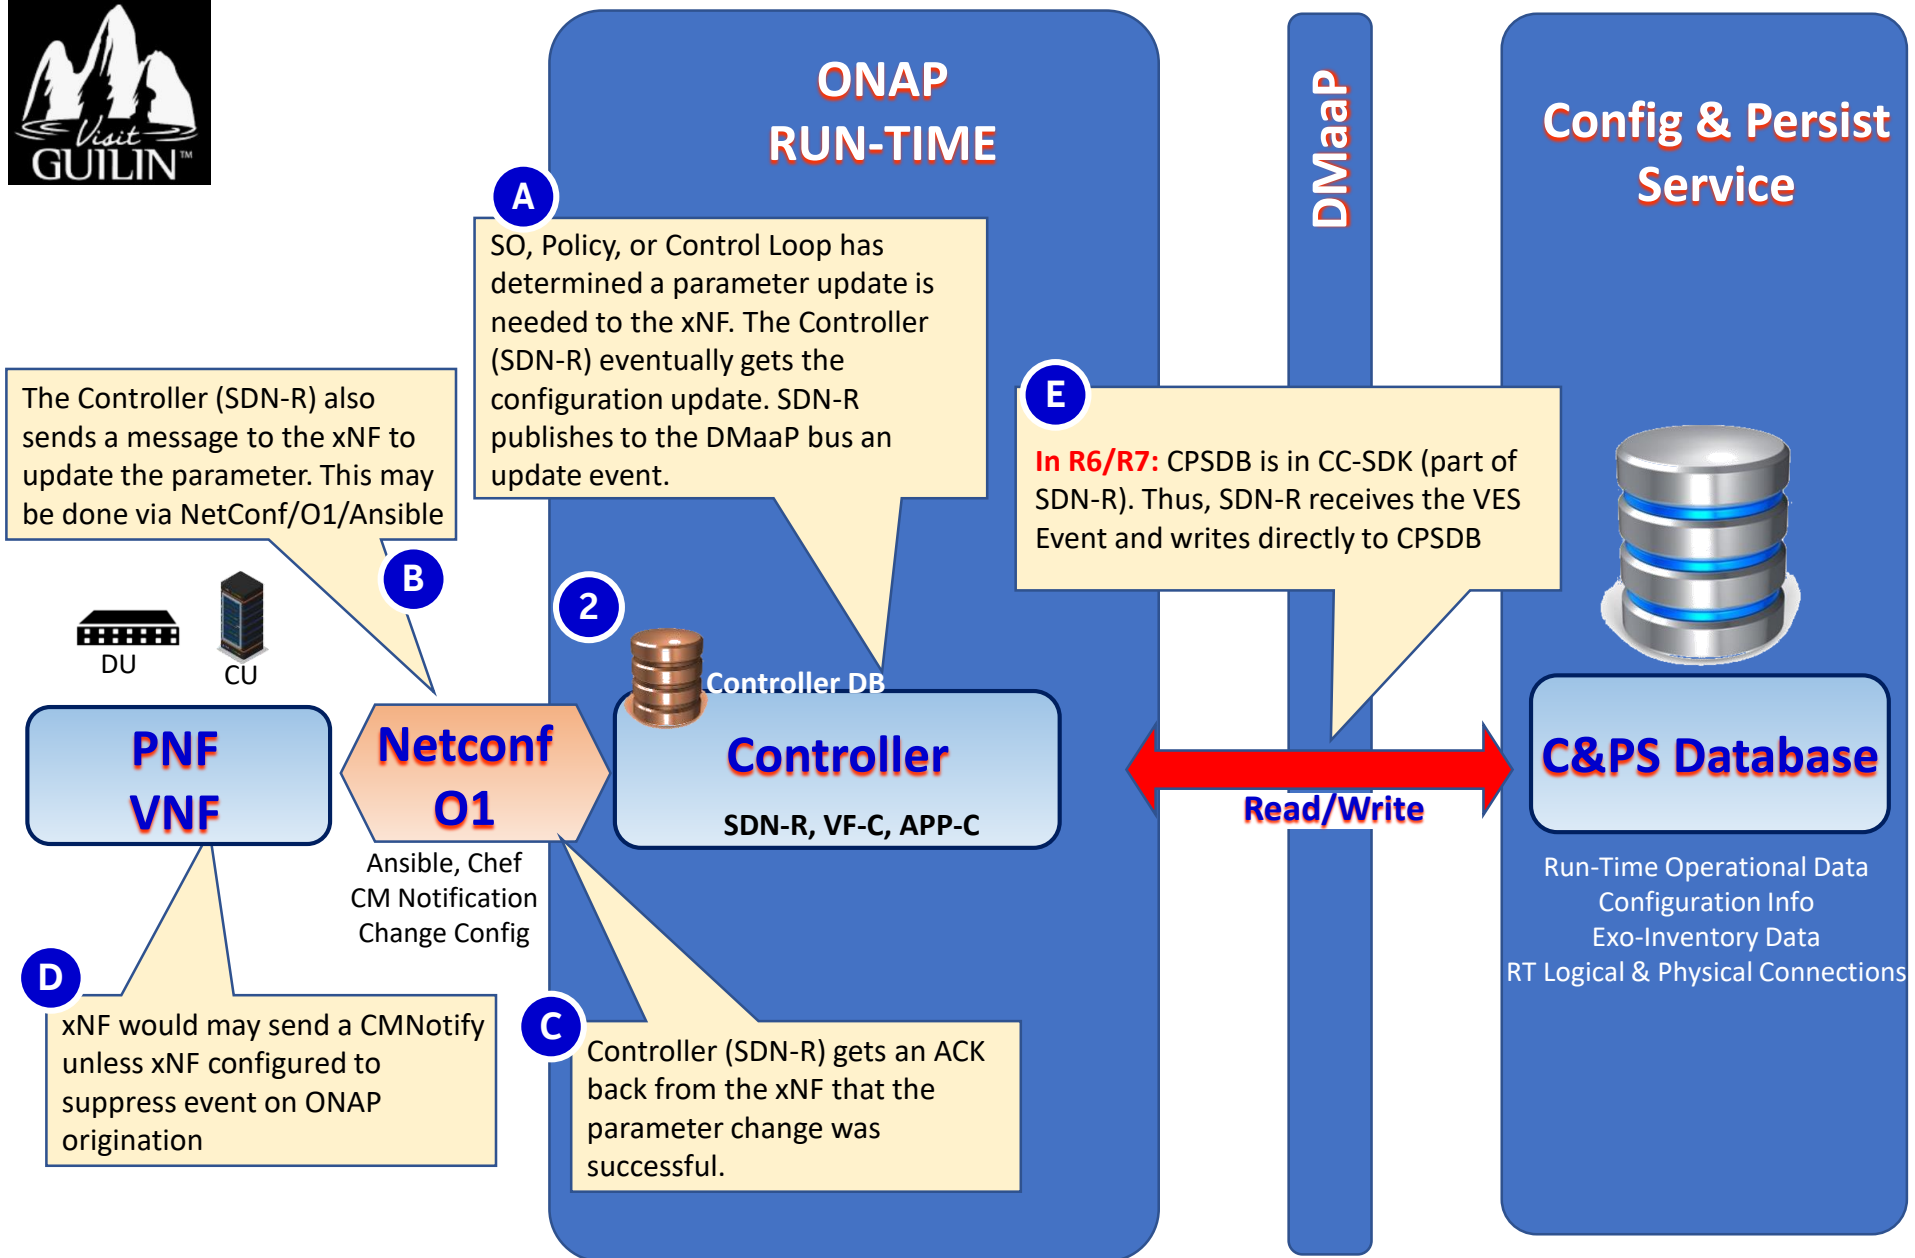 Visit
GUILIN™
ONAP
RUN-TIME
DMaaP
Config & Persist
Service
A
SO, Policy, or Control Loop has
determined a parameter update is
needed to the xNF. The Controller
(SDN-R) eventually gets the
configuration update. SDN-R
publishes to the DMaaP bus an
update event.
The Controller (SDN-R) also
sends a message to the xNF to
update the parameter. This may
be done via NetConf/O1/Ansible
B
E
In R6/R7: CPSDB is in CC-SDK (part of
SDN-R). Thus, SDN-R receives the VES
Event and writes directly to CPSDB
DU
CU
2
Controller DB
PNF
VNF
Netconf
O1
Controller
SDN-R, VF-C, APP-C
Read/Write
C&PS Database
Ansible, Chef
CM Notification
Change Config
Run-Time Operational Data
Configuration Info
Exo-Inventory Data
RT Logical & Physical Connections
D
xNF would may send a CMNotify
unless xNF configured to
suppress event on ONAP
origination
C
Controller (SDN-R) gets an ACK
back from the xNF that the
parameter change was
successful.